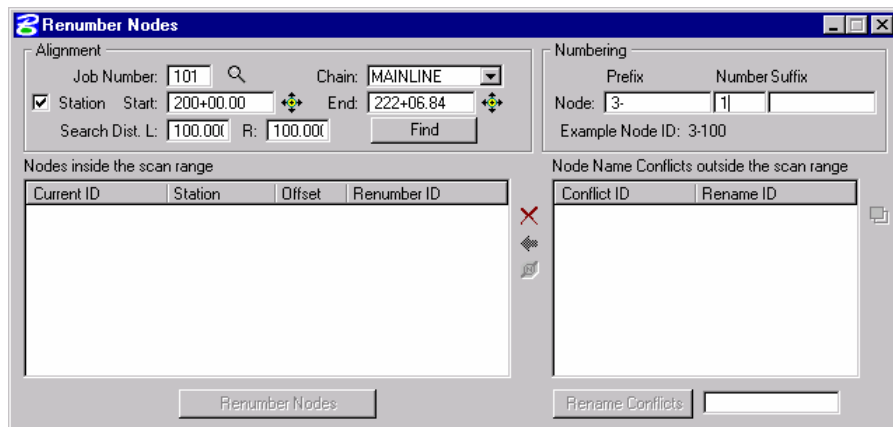 Renumber Nodes
Alignment
Job Number: 101 Chain: MAINLINE
Station Start: 200+00.00 End: 222+06.84
Search Dist. L: 100.000 R: 100.000 Find
Numbering
Prefix Number Suffix
Node: 3- 1
Example Node ID: 3-100
Nodes inside the scan range
Current ID Station Offset Renumber ID
Node Name Conflicts outside the scan range
Conflict ID Rename ID
Renumber Nodes
Rename Conflicts